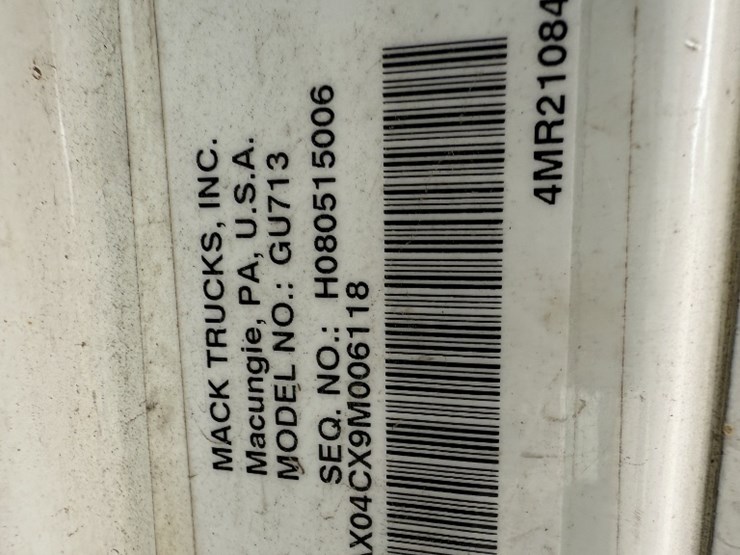 MACK TRUCKS, INC.
Macungie, PA, U.S.A.
MODEL NO.: GU713
SEQ. NO.: H080515006
X04CX9M006118
4MR21084